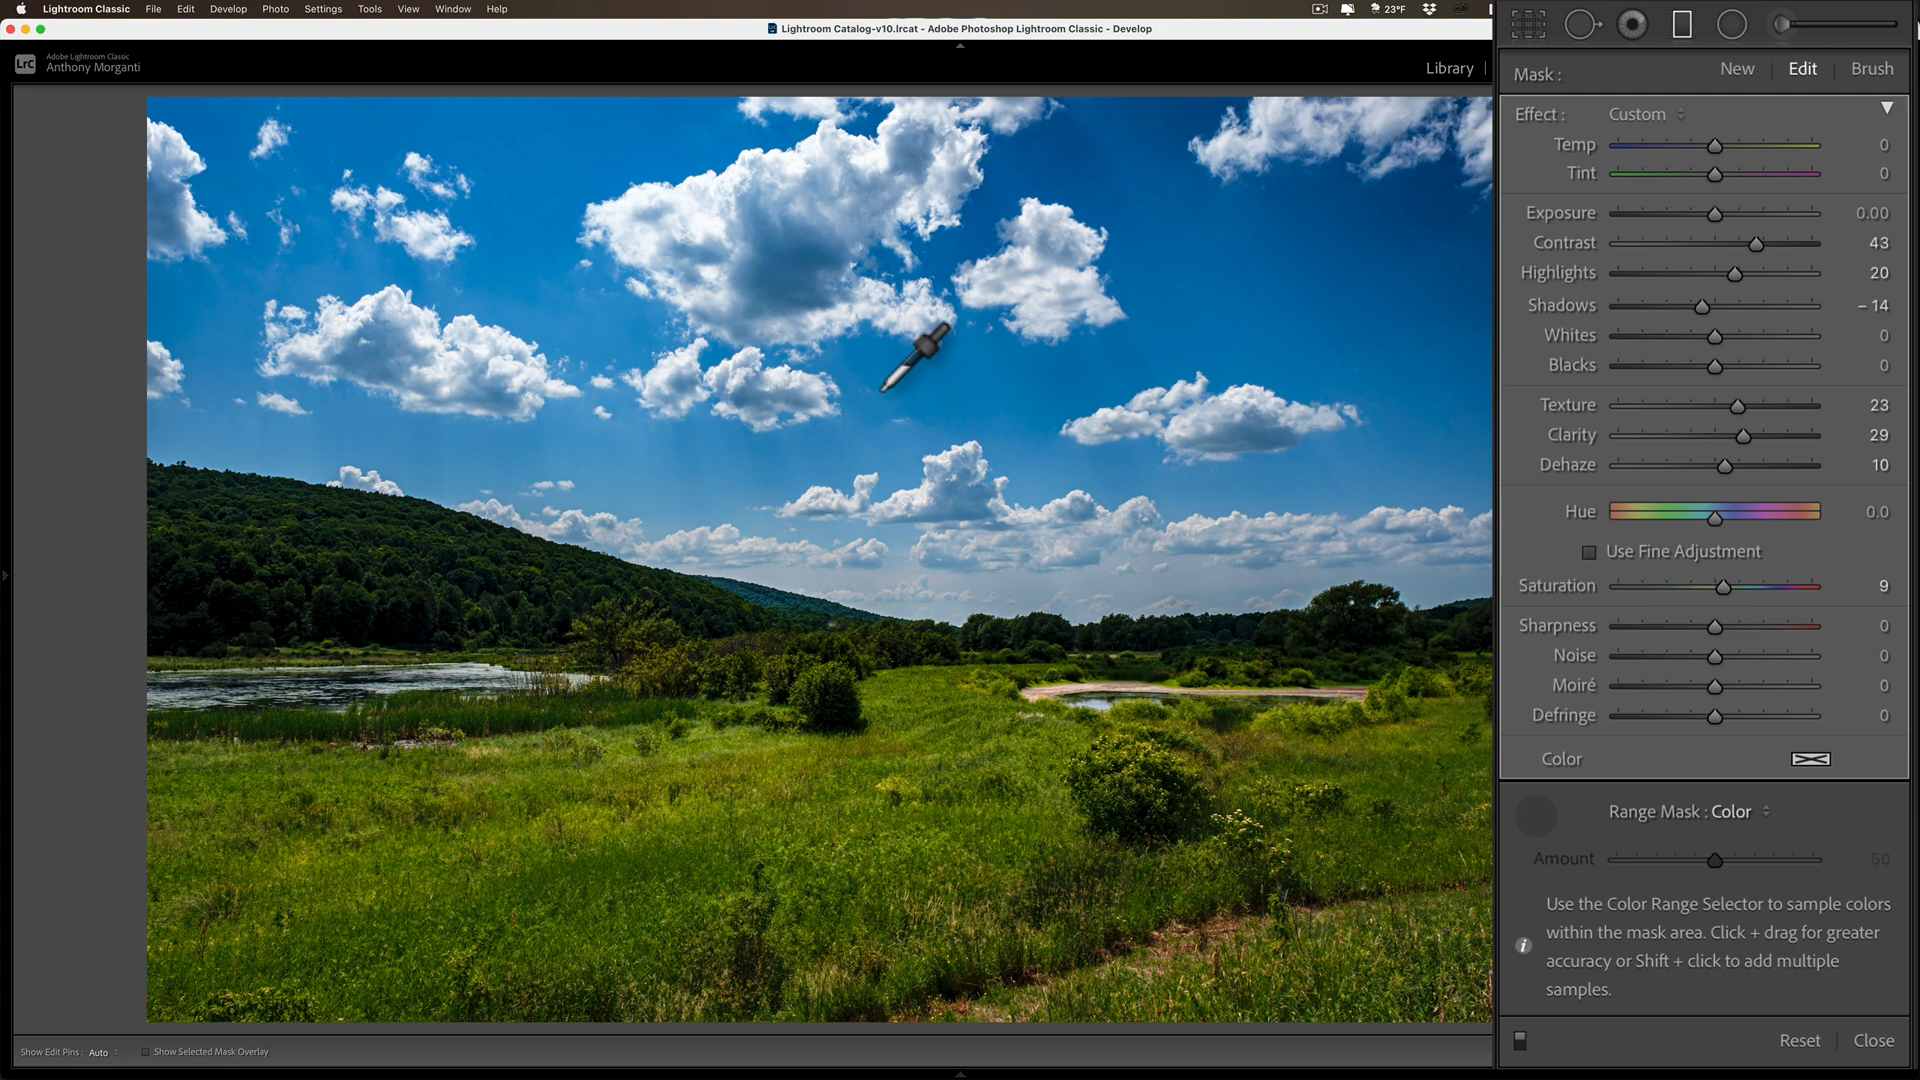 Lightroom Classic File Edit Develop Photo Settings Tools View Window Help 23°F
Lightroom Catalog-v10.lrcat - Adobe Photoshop Lightroom Classic - Develop
LrC
Adobe Lightroom Classic
Anthony Morganti
Library
Mask : New Edit Brush
Effect : Custom
Temp 0
Tint 0
Exposure 0.00
Contrast 43
Highlights 20
Shadows – 14
Whites 0
Blacks 0
Texture 23
Clarity 29
Dehaze 10
Hue 0.0
Use Fine Adjustment
Saturation 9
Sharpness 0
Noise 0
Moiré 0
Defringe 0
Color
Range Mask : Color
Amount 50
Use the Color Range Selector to sample colors
within the mask area. Click + drag for greater
accuracy or Shift + click to add multiple
samples.
Reset Close
Show Edit Pins : Auto Show Selected Mask Overlay